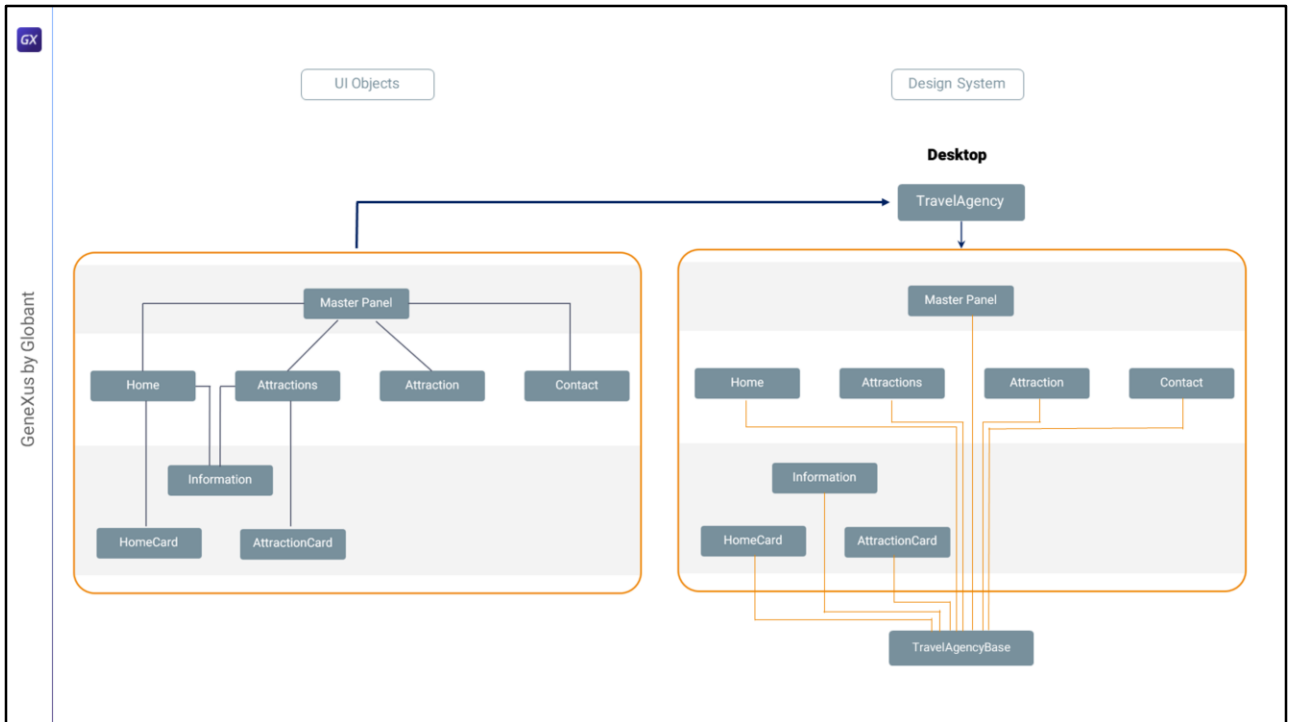 GX
GeneXus by Globant
UI Objects
Design System
Desktop
TravelAgency
Master Panel
Home
Attractions
Attraction
Contact
Information
HomeCard
AttractionCard
Master Panel
Home
Attractions
Attraction
Contact
Information
HomeCard
AttractionCard
TravelAgencyBase